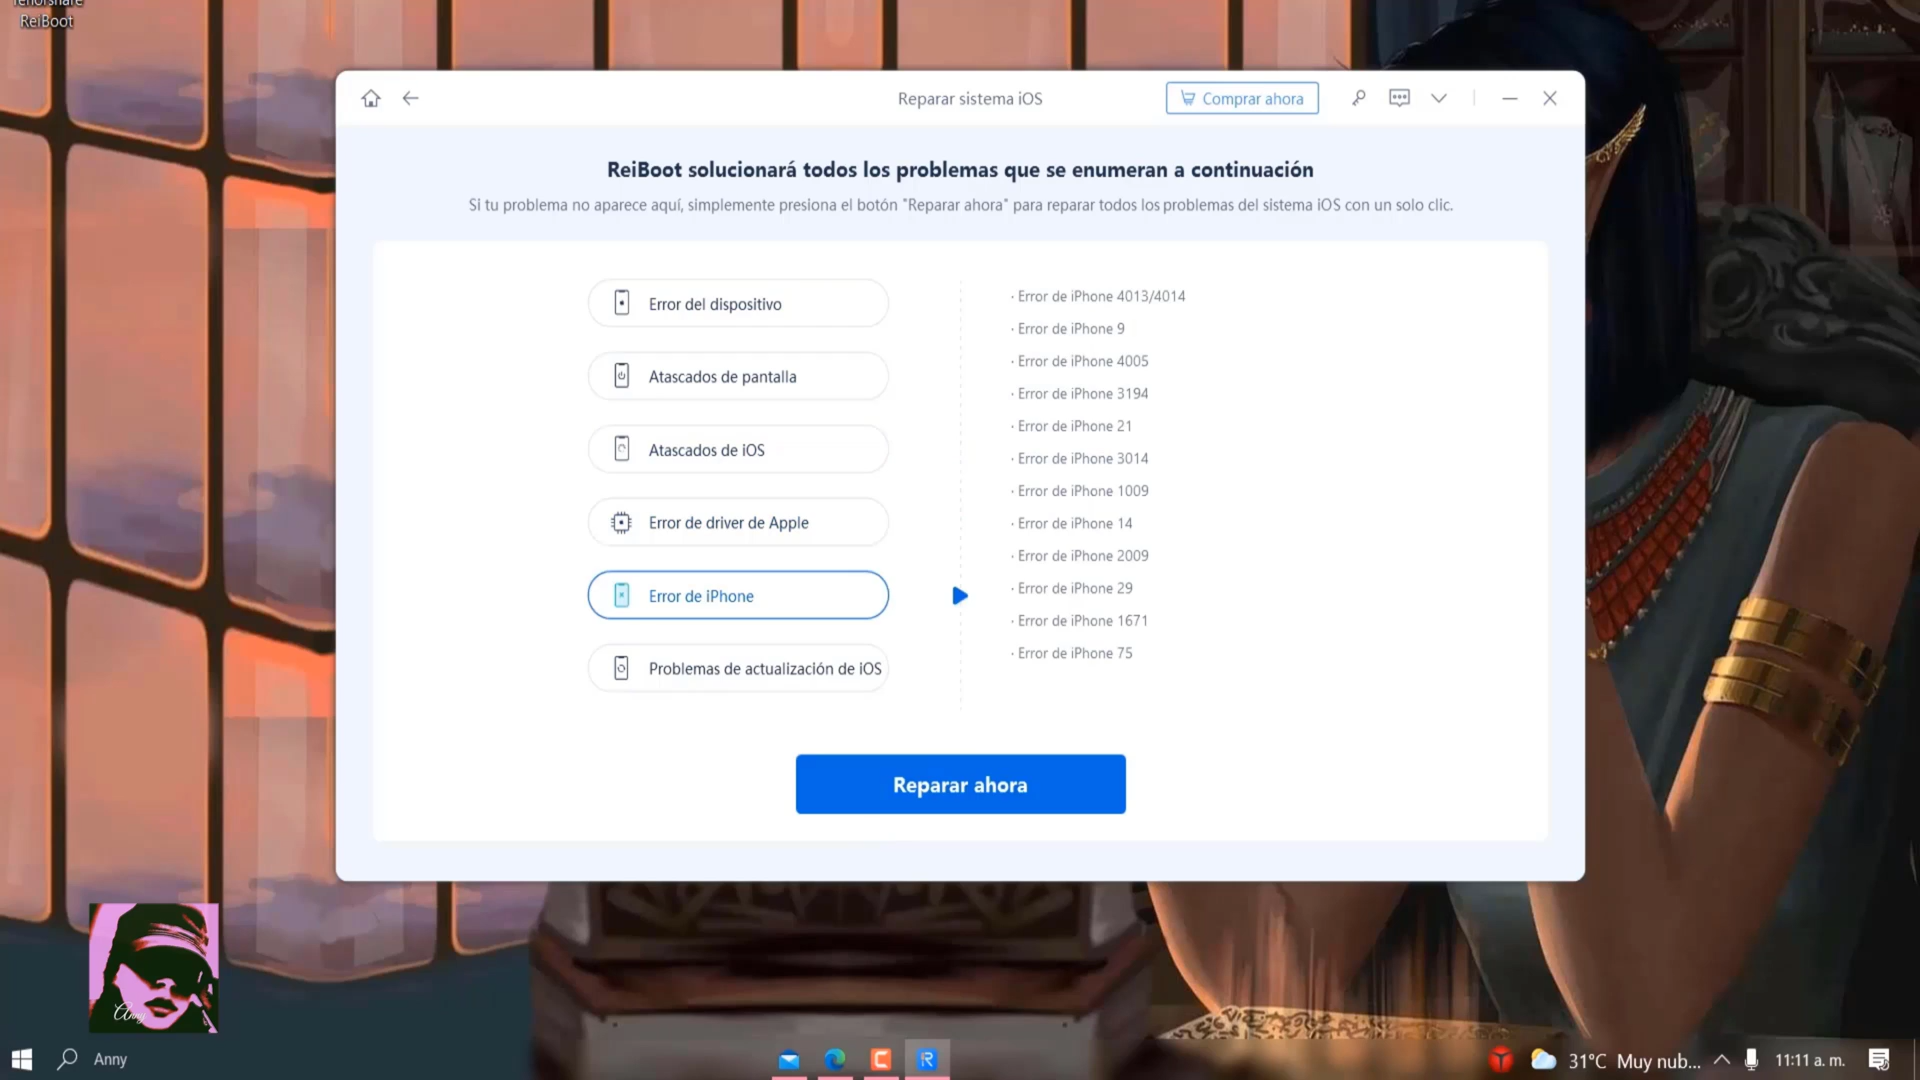 Tenorshare
ReiBoot
Reparar sistema iOS
Comprar ahora
ReiBoot solucionará todos los problemas que se enumeran a continuación
Si tu problema no aparece aquí, simplemente presiona el botón "Reparar ahora" para reparar todos los problemas del sistema iOS con un solo clic.
Error del dispositivo
Atascados de pantalla
Atascados de iOS
Error de driver de Apple
Error de iPhone
Problemas de actualización de iOS
· Error de iPhone 4013/4014
· Error de iPhone 9
· Error de iPhone 4005
· Error de iPhone 3194
· Error de iPhone 21
· Error de iPhone 3014
· Error de iPhone 1009
· Error de iPhone 14
· Error de iPhone 2009
· Error de iPhone 29
· Error de iPhone 1671
· Error de iPhone 75
Reparar ahora
Anny
Anny
31°C Muy nub...
11:11 a. m.